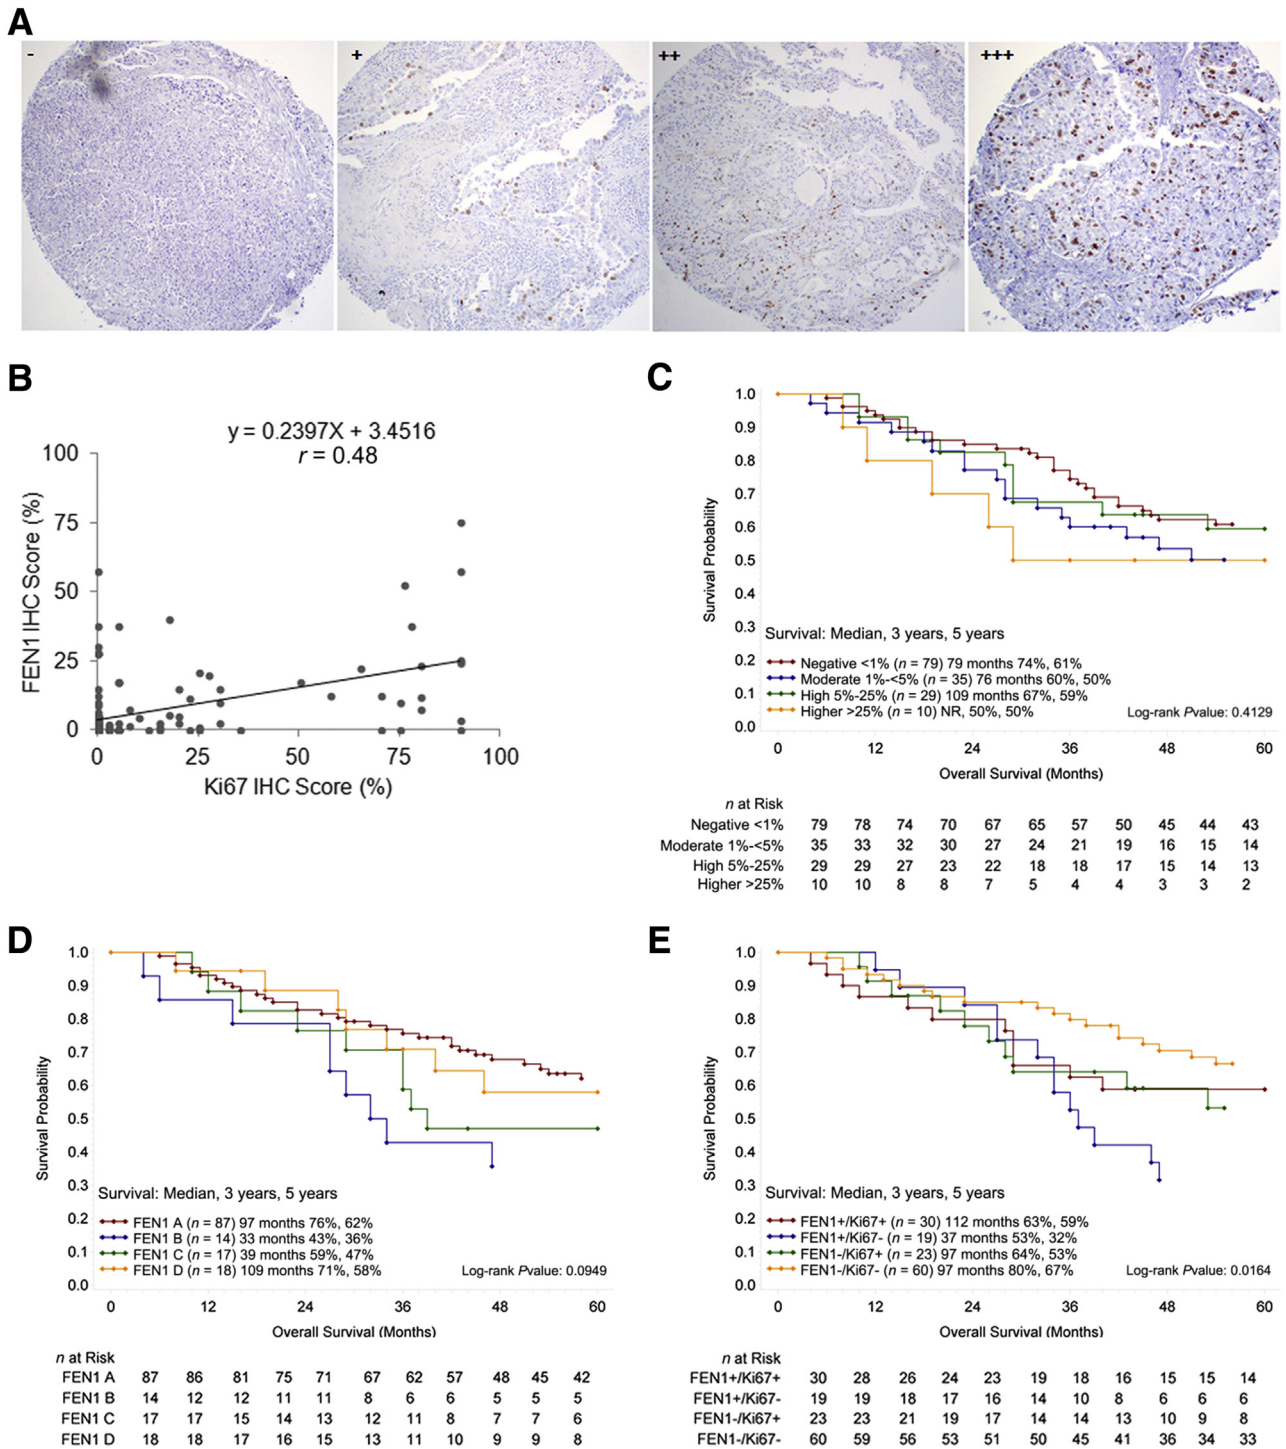 A
-
+
++
+++
B
y = 0.2397X + 3.4516
r = 0.48
FEN1 IHC Score (%)
100
75
50
25
0
0 25 50 75 100
Ki67 IHC Score (%)
C
Survival Probability
1.0
0.9
0.8
0.7
0.6
0.5
0.4
0.3
0.2
0.1
0.0
Survival: Median, 3 years, 5 years
Negative <1% (n = 79) 79 months 74%, 61%
Moderate 1%-<5% (n = 35) 76 months 60%, 50%
High 5%-25% (n = 29) 109 months 67%, 59%
Higher >25% (n = 10) NR, 50%, 50%
Log-rank Pvalue: 0.4129
0 12 24 36 48 60
Overall Survival (Months)
n at Risk
Negative <1% 79 78 74 70 67 65 57 50 45 44 43
Moderate 1%-<5% 35 33 32 30 27 24 21 19 16 15 14
High 5%-25% 29 29 27 23 22 18 18 17 15 14 13
Higher >25% 10 10 8 8 7 5 4 4 3 3 2
D
Survival Probability
1.0
0.9
0.8
0.7
0.6
0.5
0.4
0.3
0.2
0.1
0.0
Survival: Median, 3 years, 5 years
FEN1 A (n = 87) 97 months 76%, 62%
FEN1 B (n = 14) 33 months 43%, 36%
FEN1 C (n = 17) 39 months 59%, 47%
FEN1 D (n = 18) 109 months 71%, 58%
Log-rank Pvalue: 0.0949
0 12 24 36 48 60
Overall Survival (Months)
n at Risk
FEN1 A 87 86 81 75 71 67 62 57 48 45 42
FEN1 B 14 12 12 11 11 8 6 6 5 5 5
FEN1 C 17 17 15 14 13 12 11 8 7 7 6
FEN1 D 18 18 17 16 15 13 11 10 9 9 8
E
Survival Probability
1.0
0.9
0.8
0.7
0.6
0.5
0.4
0.3
0.2
0.1
0.0
Survival: Median, 3 years, 5 years
FEN1+/Ki67+ (n = 30) 112 months 63%, 59%
FEN1+/Ki67- (n = 19) 37 months 53%, 32%
FEN1-/Ki67+ (n = 23) 97 months 64%, 53%
FEN1-/Ki67- (n = 60) 97 months 80%, 67%
Log-rank Pvalue: 0.0164
0 12 24 36 48 60
Overall Survival (Months)
n at Risk
FEN1+/Ki67+ 30 28 26 24 23 19 18 16 15 15 14
FEN1+/Ki67- 19 19 18 17 16 14 10 8 6 6 6
FEN1-/Ki67+ 23 23 21 19 17 14 14 13 10 9 8
FEN1-/Ki67- 60 59 56 53 51 50 45 41 36 34 33